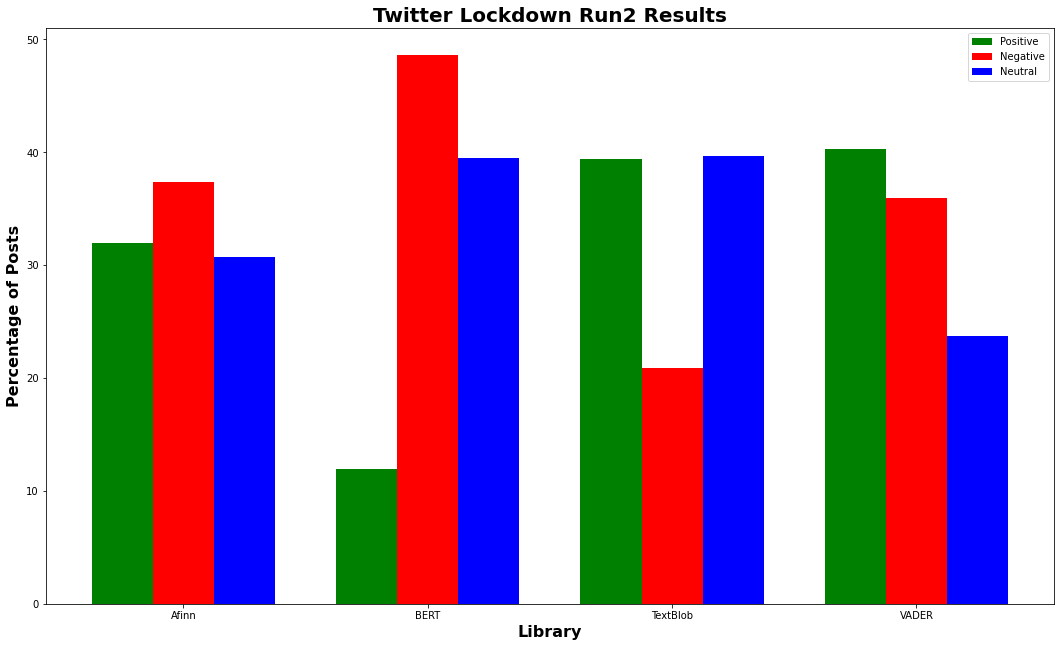 Twitter Lockdown Run2 Results
Positive
Negative
Neutral
Percentage of Posts
50
40
30
20
10
0
Afinn BERT TextBlob VADER
Library